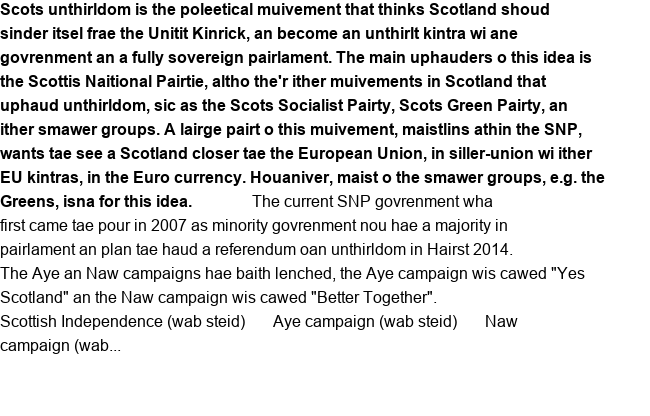 Scots unthirldom is the poleetical muivement that thinks Scotland shoud
sinder itsel frae the Unitit Kinrick, an become an unthirlt kintra wi ane
govrenment an a fully sovereign pairlament. The main uphauders o this idea is
the Scottis Naitional Pairtie, altho the'r ither muivements in Scotland that
uphaud unthirldom, sic as the Scots Socialist Pairty, Scots Green Pairty, an
ither smawer groups. A lairge pairt o this muivement, maistlins athin the SNP,
wants tae see a Scotland closer tae the European Union, in siller-union wi ither
EU kintras, in the Euro currency. Houaniver, maist o the smawer groups, e.g. the
Greens, isna for this idea. The current SNP govrenment wha
first came tae pour in 2007 as minority govrenment nou hae a majority in
pairlament an plan tae haud a referendum oan unthirldom in Hairst 2014.
The Aye an Naw campaigns hae baith lenched, the Aye campaign wis cawed "Yes
Scotland" an the Naw campaign wis cawed "Better Together".
Scottish Independence (wab steid) Aye campaign (wab steid) Naw
campaign (wab...